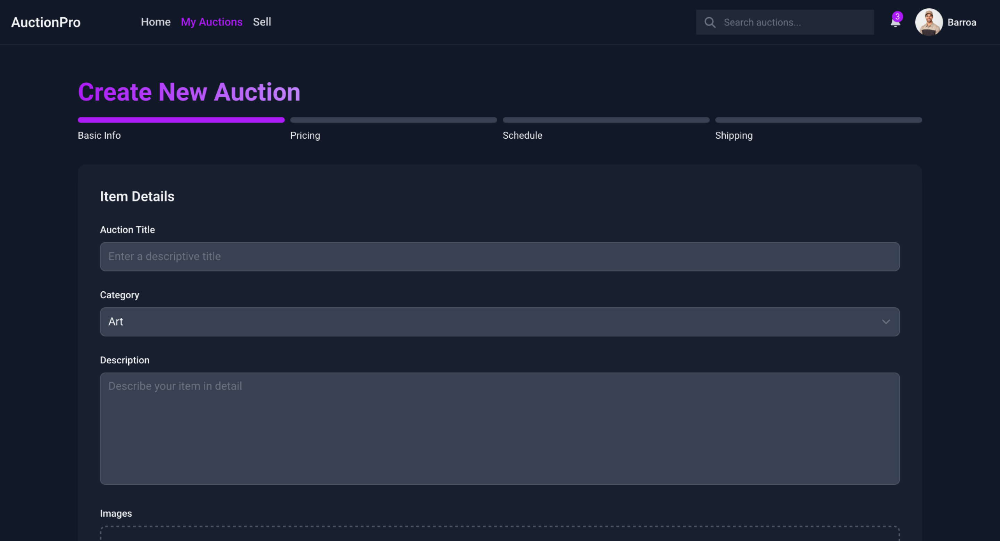 AuctionPro Home My Auctions Sell Search auctions... 3 Barroa
Create New Auction
Basic Info Pricing Schedule Shipping
Item Details
Auction Title
Enter a descriptive title
Category
Art
Description
Describe your item in detail
Images